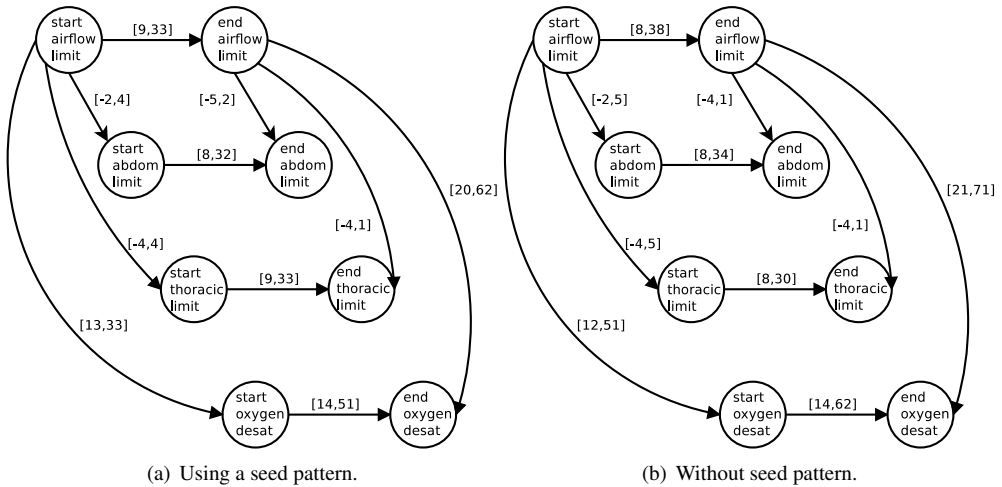 start
airflow
limit
[9,33]
end
airflow
limit
[-2,4]
[-5,2]
start
abdom
limit
[8,32]
end
abdom
limit
[20,62]
[-4,4]
[-4,1]
start
thoracic
limit
[9,33]
end
thoracic
limit
[13,33]
start
oxygen
desat
[14,51]
end
oxygen
desat
(a) Using a seed pattern.
start
airflow
limit
[8,38]
end
airflow
limit
[-2,5]
[-4,1]
start
abdom
limit
[8,34]
end
abdom
limit
[21,71]
[-4,5]
[-4,1]
start
thoracic
limit
[8,30]
end
thoracic
limit
[12,51]
start
oxygen
desat
[14,62]
end
oxygen
desat
(b) Without seed pattern.